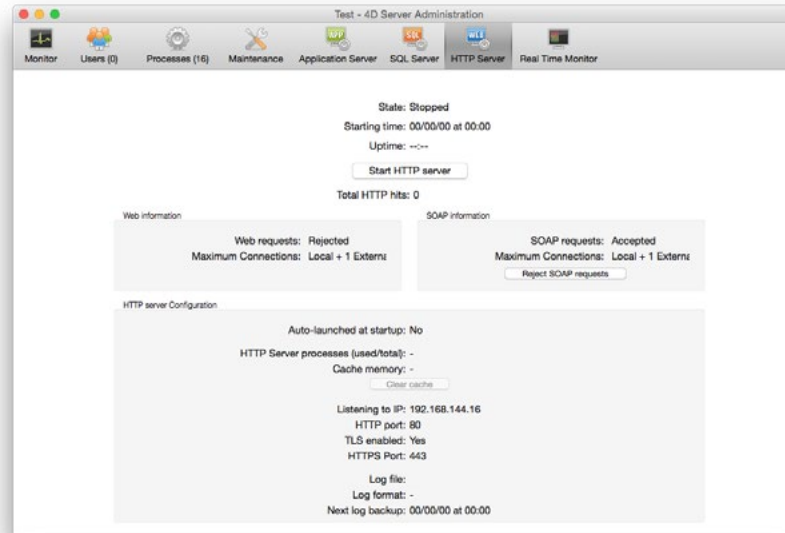 Test - 4D Server Administration
APP SQL WEB
Monitor Users (0) Processes (16) Maintenance Application Server SQL Server HTTP Server Real Time Monitor
State: Stopped
Starting time: 00/00/00 at 00:00
Uptime: --:--
Start HTTP server
Total HTTP hits: 0
Web information
Web requests: Rejected
Maximum Connections: Local + 1 Externa
SOAP information
SOAP requests: Accepted
Maximum Connections: Local + 1 Externa
Reject SOAP requests
HTTP server Configuration
Auto-launched at startup: No
HTTP Server processes (used/total): -
Cache memory: -
Clear cache
Listening to IP: 192.168.144.16
HTTP port: 80
TLS enabled: Yes
HTTPS Port: 443
Log file:
Log format: -
Next log backup: 00/00/00 at 00:00